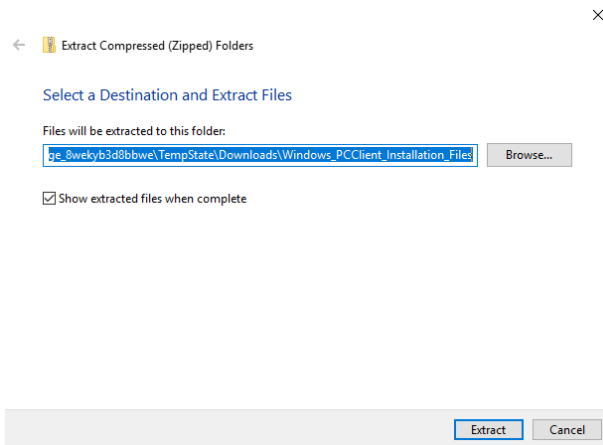 Extract Compressed (Zipped) Folders
Select a Destination and Extract Files
Files will be extracted to this folder:
ge_8wekyb3d8bbwe\TempState\Downloads\Windows_PCClient_Installation_Files
Browse...
Show extracted files when complete
Extract
Cancel